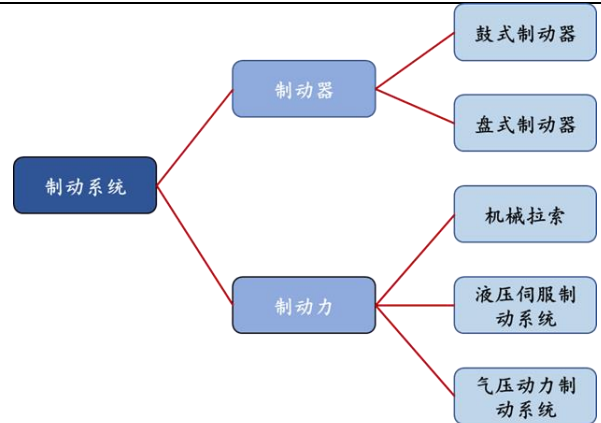 鼓式制动器
制动器
盘式制动器
制动系统
机械拉索
制动力
液压伺服制
动系统
气压动力制
动系统